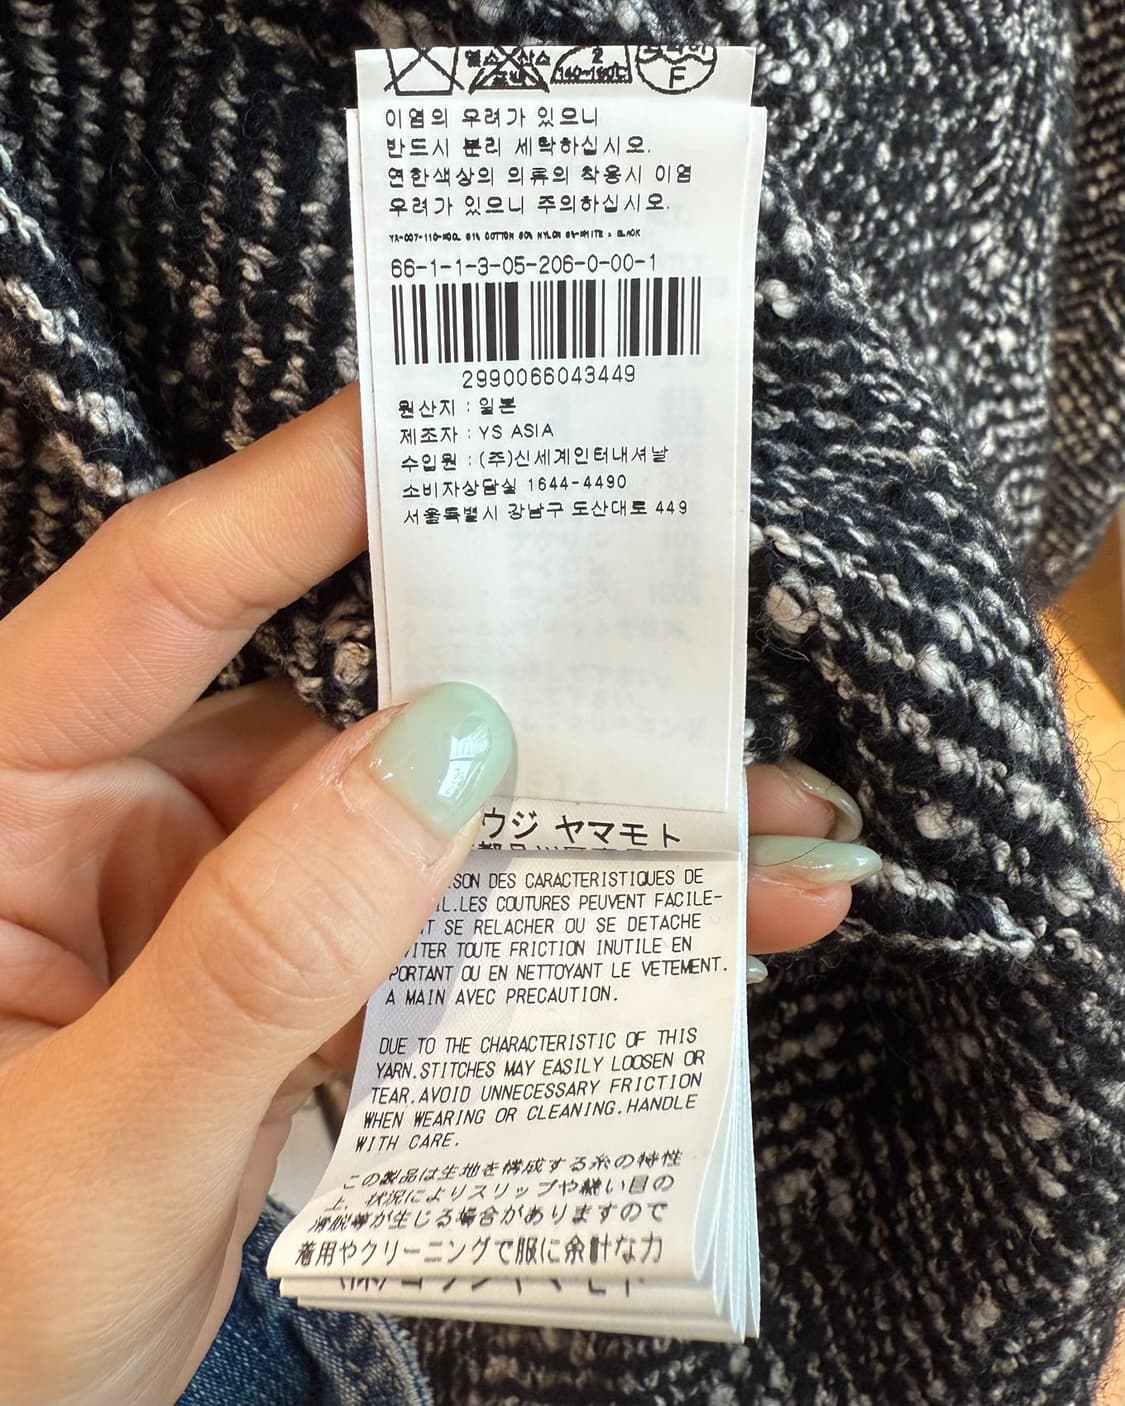 2
140~160℃
F
이염의 우려가 있으니
반드시 분리 세탁하십시오.
연한색상의 의류의 착용시 이염
우려가 있으니 주의하십시오.
66-1-1-3-05-206-0-00-1
2990066043449
원산지 : 일본
제조자 : YS ASIA
수입원 : (주)신세계인터내셔날
소비자상담실 1644-4490
서울특별시 강남구 도산대로 449
ウジ ヤマモト
SON DES CARACTERISTIQUES DE
L.LES COUTURES PEUVENT FACILE-
T SE RELACHER OU SE DETACHE
VITER TOUTE FRICTION INUTILE EN
PORTANT OU EN NETTOYANT LE VETEMENT.
A MAIN AVEC PRECAUTION.
DUE TO THE CHARACTERISTIC OF THIS
YARN.STITCHES MAY EASILY LOOSEN OR
TEAR.AVOID UNNECESSARY FRICTION
WHEN WEARING OR CLEANING.HANDLE
WITH CARE.
この製品は生地を構成する糸の特性
上、状況によりスリップや縫い目の
滑脱等が生じる場合がありますので
着用やクリーニングで服に余計な力